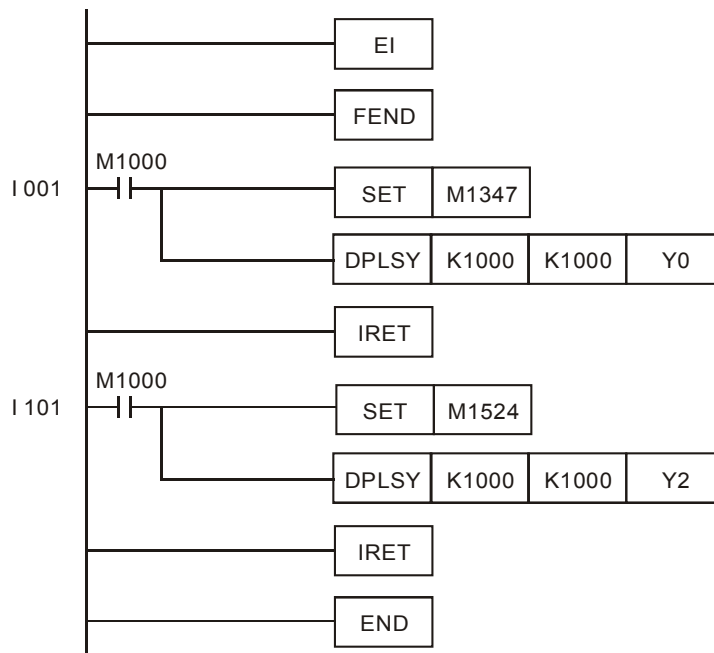 EI
FEND
M1000
I 001
SET M1347
DPLSY K1000 K1000 Y0
IRET
M1000
I 101
SET M1524
DPLSY K1000 K1000 Y2
IRET
END